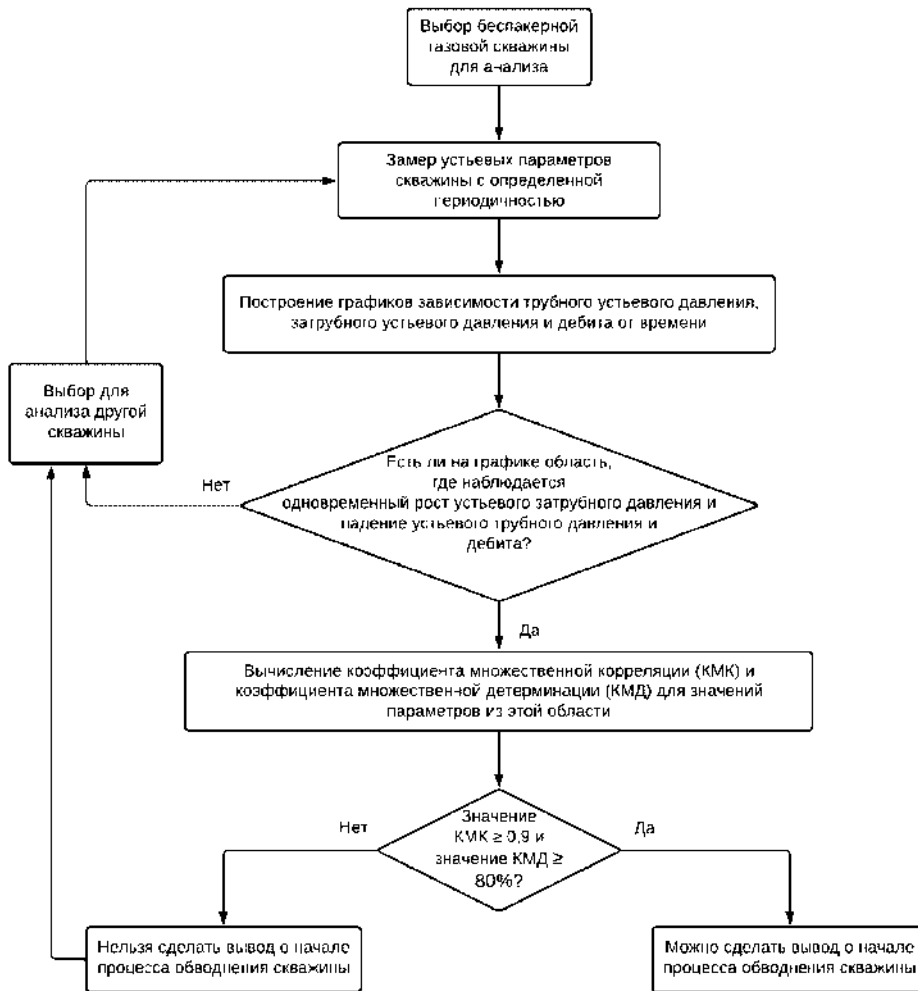 Выбор беспакерной
газовой скважины
для анализа
Замер устьевых параметров
скважины с определенной
периодичностью
Построение графиков зависимости трубного устьевого давления,
затрубного устьевого давления и дебита от времени
Выбор для
анализа другой
скважины
Есть ли на графике область,
где наблюдается
одновременный рост устьевого затрубного давления и
падение устьевого трубного давления и
дебита?
Нет
Да
Вычисление коэффициента множественной корреляции (КМК) и
коэффициента множественной детерминации (КМД) для значений
параметров из этой области
Значение
КМК ≥ 0,9 и
значение КМД ≥
80%?
Нет
Да
Нельзя сделать вывод о начале
процесса обводнения скважины
Можно сделать вывод о начале
процесса обводнения скважины